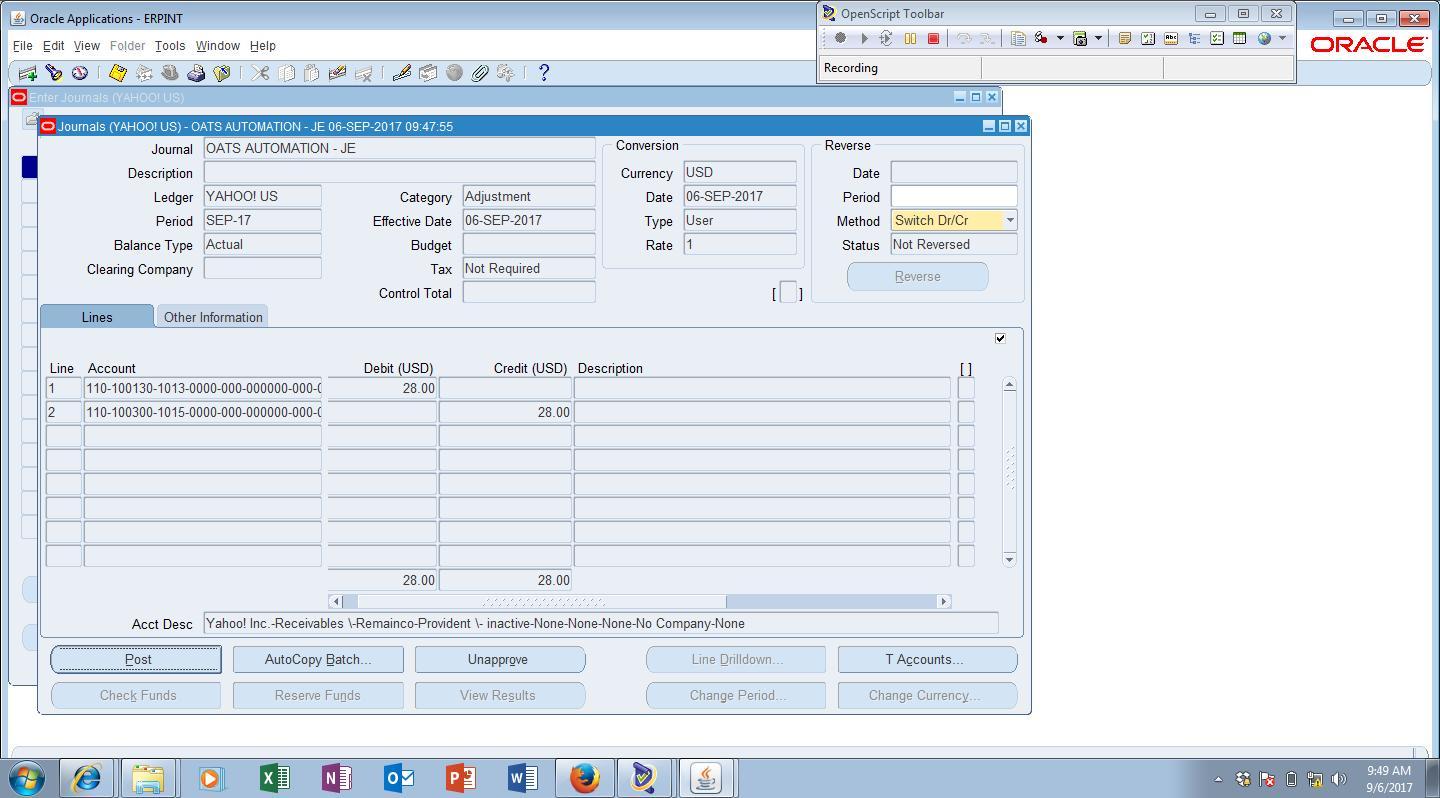 Oracle Applications - ERPINT
OpenScript Toolbar
File Edit View Folder Tools Window Help
ORACLE
Recording
Enter Journals (YAHOO! US)
Journals (YAHOO! US) - OATS AUTOMATION - JE 06-SEP-2017 09:47:55
Journal OATS AUTOMATION - JE
Description
Ledger YAHOO! US Category Adjustment
Period SEP-17 Effective Date 06-SEP-2017
Balance Type Actual Budget
Clearing Company Tax Not Required
Control Total
Conversion
Currency USD
Date 06-SEP-2017
Type User
Rate 1
[ ]
Reverse
Date
Period
Method Switch Dr/Cr
Status Not Reversed
Reverse
Lines Other Information
Line Account Debit (USD) Credit (USD) Description [ ]
1 110-100130-1013-0000-000-000000-000-0 28.00
2 110-100300-1015-0000-000-000000-000-0 28.00
28.00 28.00
Acct Desc Yahoo! Inc.-Receivables \-Remainco-Provident \- inactive-None-None-None-No Company-None
Post AutoCopy Batch... Unapprove Line Drilldown... T Accounts...
Check Funds Reserve Funds View Results Change Period... Change Currency...
9:49 AM
9/6/2017